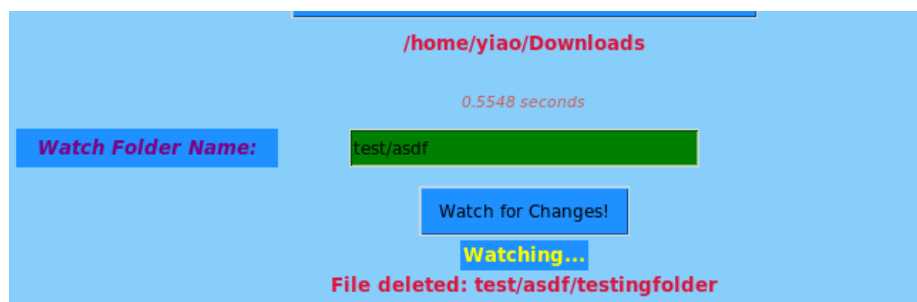 /home/yiao/Downloads
0.5548 seconds
Watch Folder Name:
test/asdf
Watch for Changes!
Watching...
File deleted: test/asdf/testingfolder